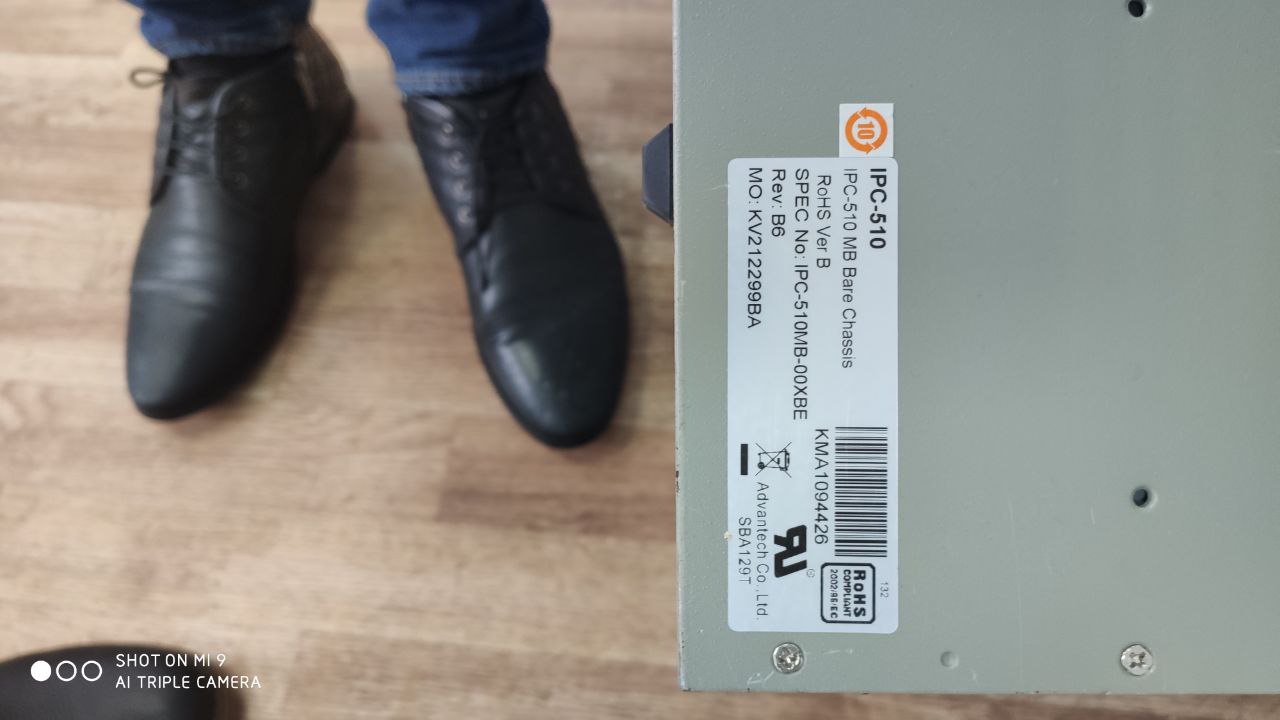 10
IPC-510
IPC-510 MB Bare Chassis
RoHS Ver B
SPEC No: IPC-510MB-00XBE
Rev: B6
MO: KV212299BA
KMA1094426
132
RoHS
COMPLIANT
2002/95/EC
Advantech Co.,Ltd.
SBA129T
SHOT ON MI 9
AI TRIPLE CAMERA